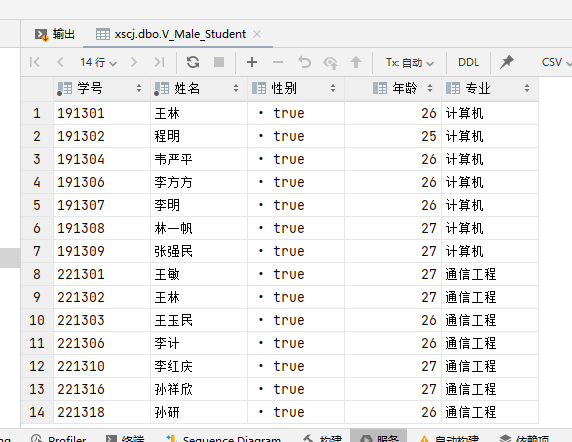 输出 xscj.dbo.V_Male_Student
14 行 Tx: 自动 DDL CSV
学号 姓名 性别 年龄 专业
1 191301 王林 · true 26 计算机
2 191302 程明 · true 25 计算机
3 191304 韦严平 · true 26 计算机
4 191306 李方方 · true 26 计算机
5 191307 李明 · true 26 计算机
6 191308 林一帆 · true 27 计算机
7 191309 张强民 · true 27 计算机
8 221301 王敏 · true 27 通信工程
9 221302 王林 · true 27 通信工程
10 221303 王玉民 · true 26 通信工程
11 221306 李计 · true 27 通信工程
12 221310 李红庆 · true 27 通信工程
13 221316 孙祥欣 · true 27 通信工程
14 221318 孙研 · true 26 通信工程
Profiler 终端 Sequence Diagram 构建 服务 自动构建 依赖项